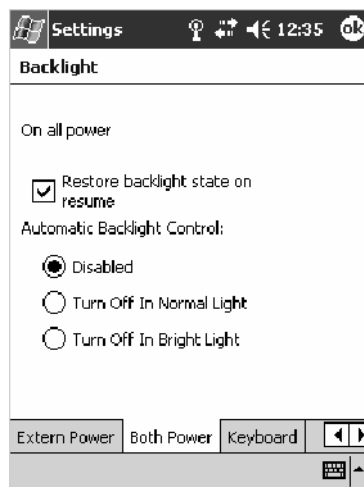 Settings 12:35 ok
Backlight
On all power
Restore backlight state on
resume
Automatic Backlight Control:
Disabled
Turn Off In Normal Light
Turn Off In Bright Light
Extern Power Both Power Keyboard